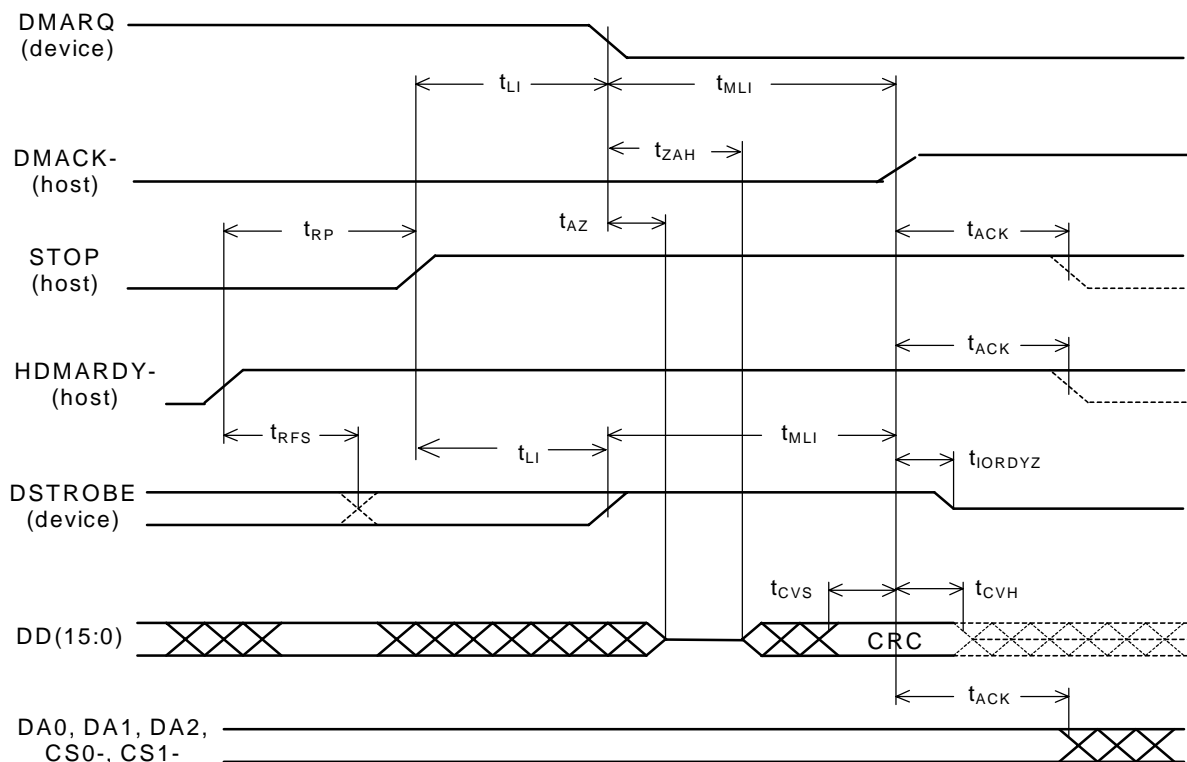 DMARQ
(device)
tLI
tMLI
DMACK-
(host)
tZAH
tAZ
tRP
tACK
STOP
(host)
tACK
HDMARDY-
(host)
tRFS
tLI
tMLI
tIORDYZ
DSTROBE
(device)
tCVS
tCVH
DD(15:0)
CRC
tACK
DA0, DA1, DA2,
CS0-, CS1-